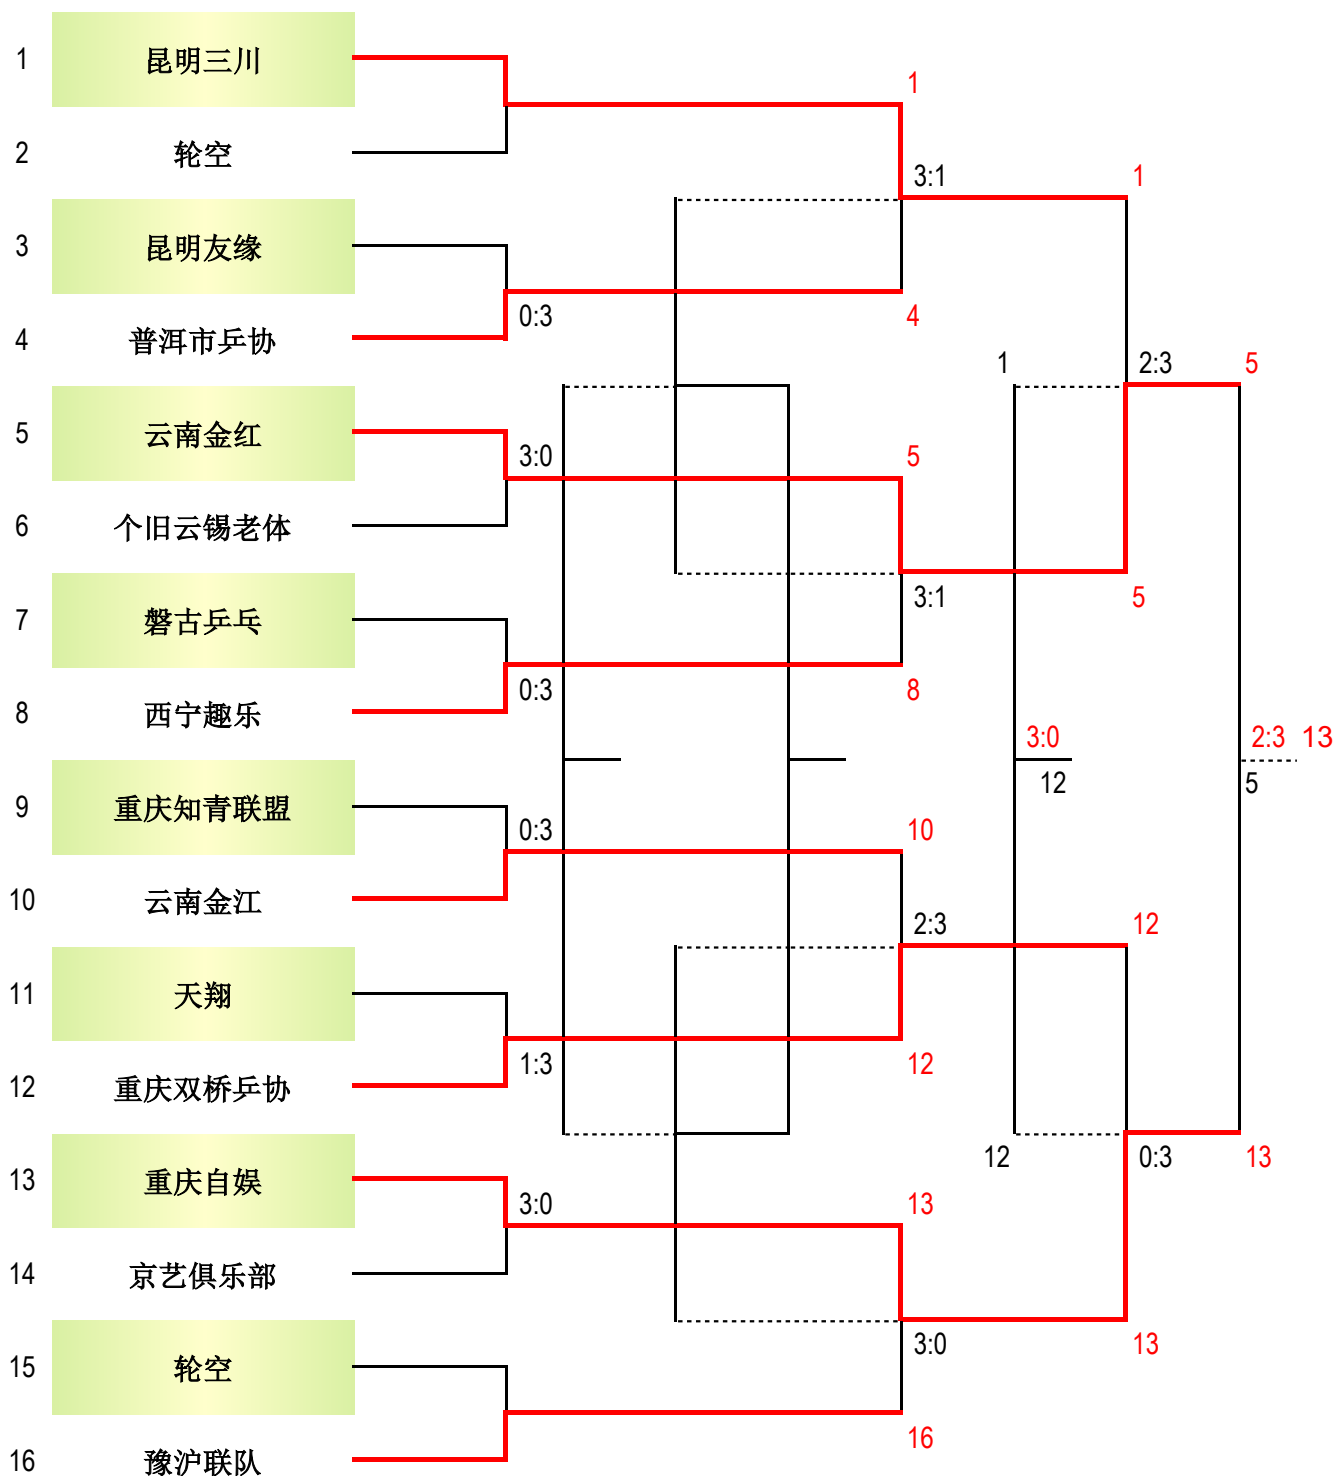 1 昆明三川
1
2 轮空
3:1 1
3 昆明友缘
0:3 4
4 普洱市乒协
1 2:3 5
5 云南金红
3:0 5
6 个旧云锡老体
7 磐古乒乓
3:1 5
0:3 8
8 西宁趣乐
3:0 2:3 13
12 5
9 重庆知青联盟
0:3 10
10 云南金江
2:3 12
11 天翔
1:3 12
12 重庆双桥乒协
12 0:3 13
13 重庆自娱
3:0 13
14 京艺俱乐部
3:0 13
15 轮空
16
16 豫沪联队